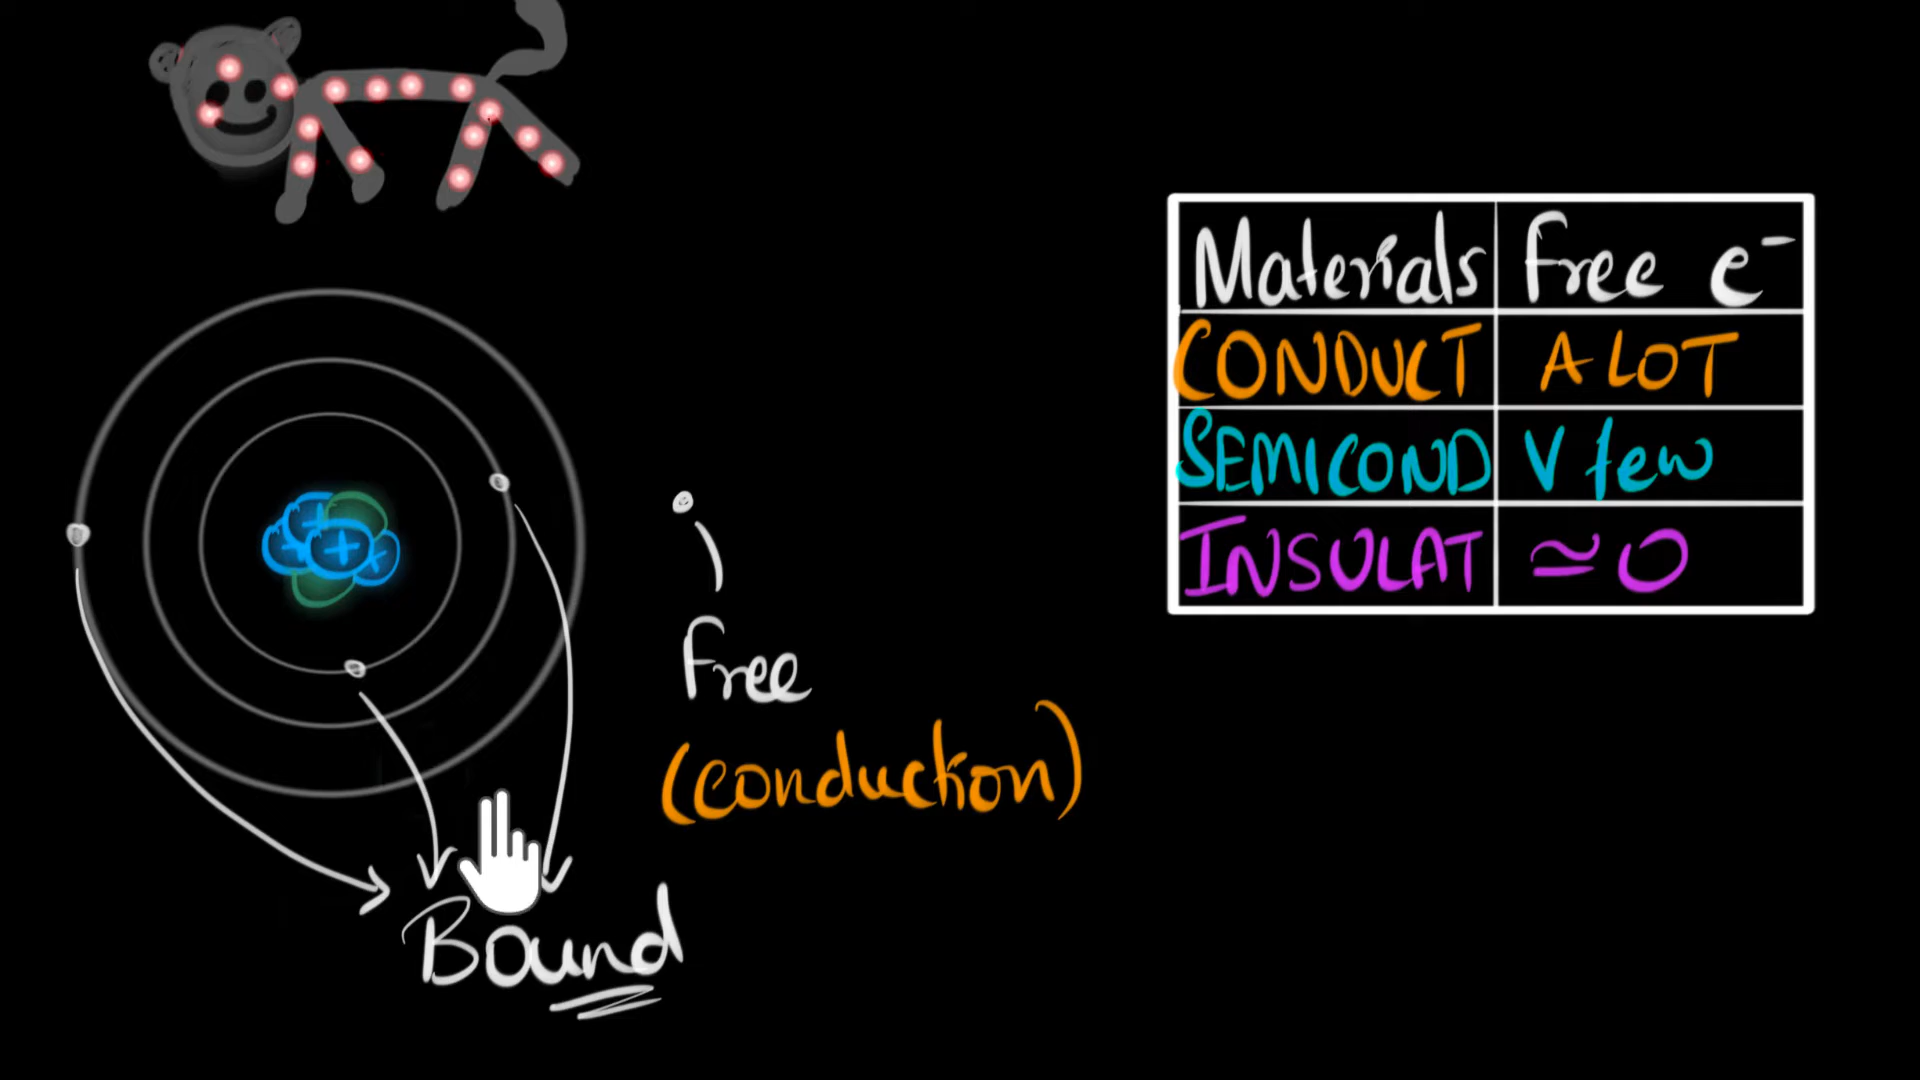 Materials Free e⁻
CONDUCT A LOT
SEMICOND V few
INSULAT ≃ 0
+ + + +
Free
(conduction)
Bound